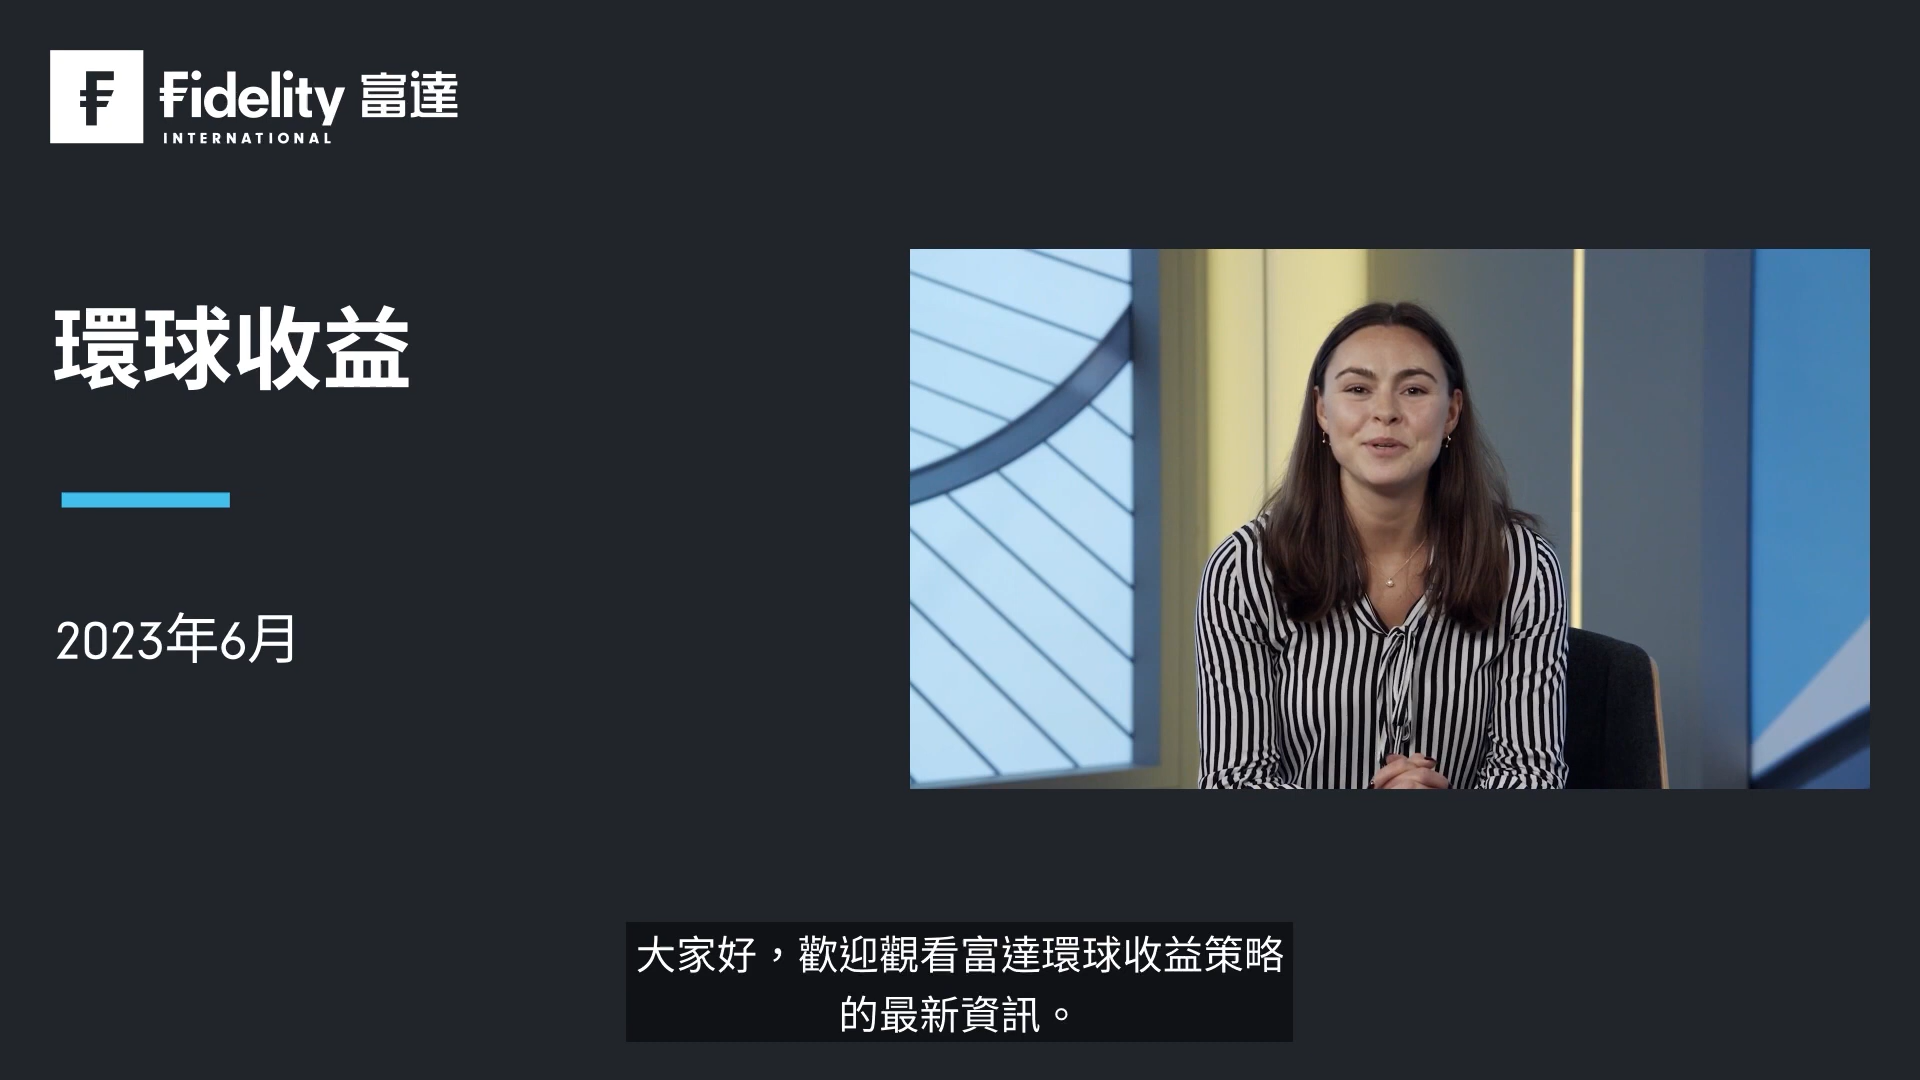 Fidelity 富達
INTERNATIONAL
環球收益
2023年6月
大家好，歡迎觀看富達環球收益策略
的最新資訊。